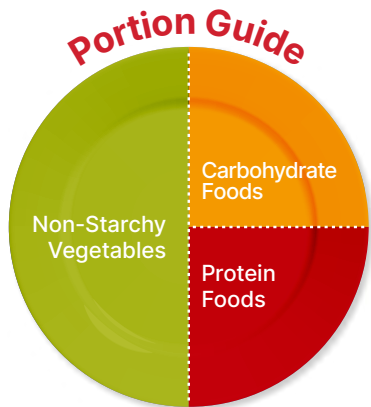 Portion Guide
Non-Starchy
Vegetables
Carbohydrate
Foods
Protein
Foods